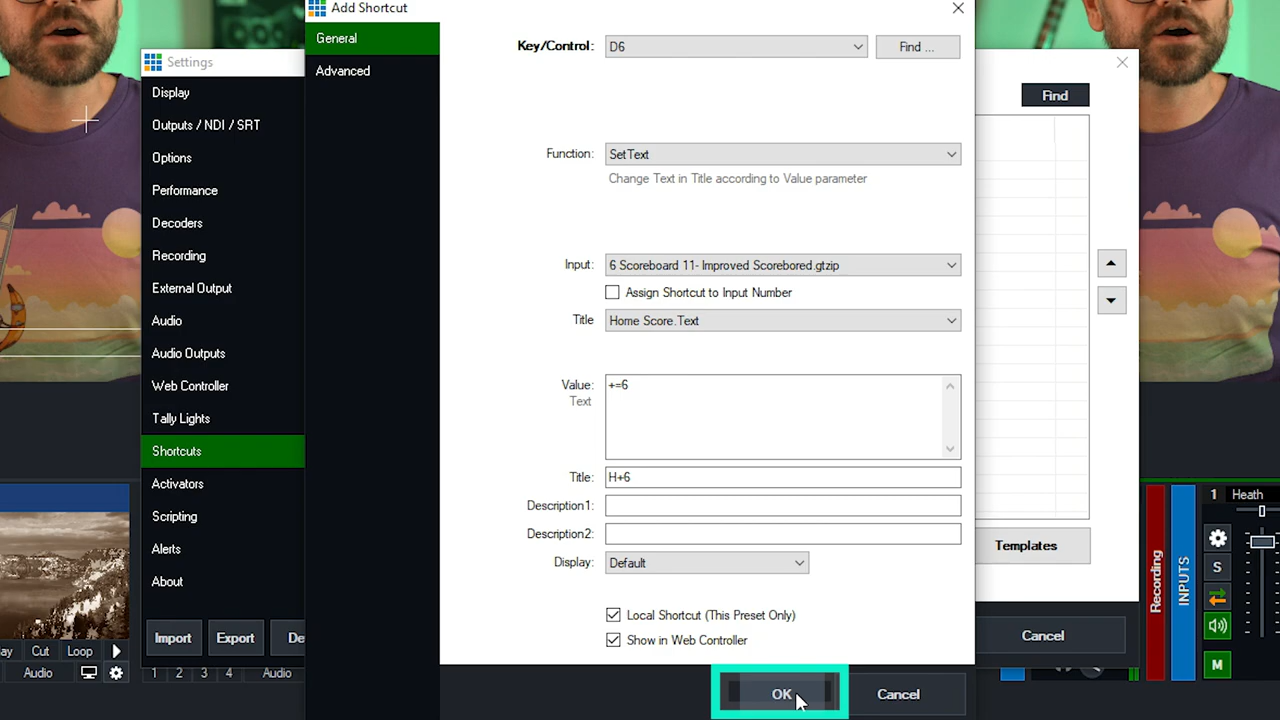 Add Shortcut
General
Advanced
Key/Control:
D6
Find ...
Function:
SetText
Change Text in Title according to Value parameter
Input:
6 Scoreboard 11- Improved Scorebored.gtzip
Assign Shortcut to Input Number
Title
Home Score.Text
Value:
Text
+=6
Title:
H+6
Description1:
Description2:
Display:
Default
Local Shortcut (This Preset Only)
Show in Web Controller
OK
Cancel
Settings
Display
Outputs / NDI / SRT
Options
Performance
Decoders
Recording
External Output
Audio
Audio Outputs
Web Controller
Tally Lights
Shortcuts
Activators
Scripting
Alerts
About
Import
Export
De
Find
Templates
Cancel
ay
Cut
Loop
Audio
1 2 3 4 Audio
Recording
INPUTS
1 Heath
S
M